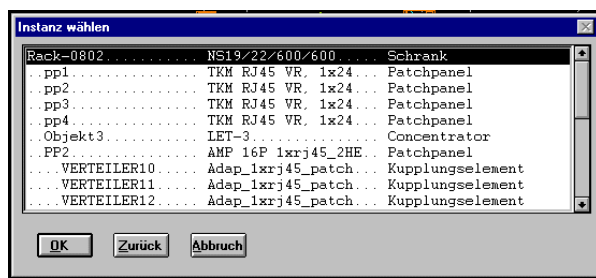 Instanz wählen
Rack-0802........... NS19/22/600/600..... Schrank
..pp1............... TKM RJ45 VR, 1x24... Patchpanel
..pp2............... TKM RJ45 VR, 1x24... Patchpanel
..pp3............... TKM RJ45 VR, 1x24... Patchpanel
..pp4............... TKM RJ45 VR, 1x24... Patchpanel
..Objekt3........... LET-3............... Concentrator
..PP2............... AMP 16P 1xrj45_2HE.. Patchpanel
....VERTEILER10..... Adap_1xrj45_patch... Kupplungselement
....VERTEILER11..... Adap_1xrj45_patch... Kupplungselement
....VERTEILER12..... Adap_1xrj45_patch... Kupplungselement
OK Zurück Abbruch